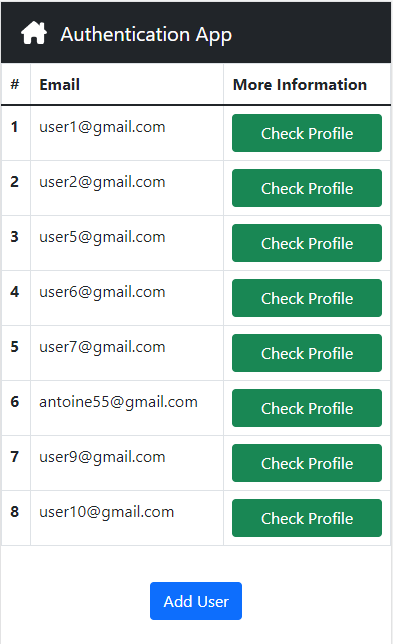 Authentication App
# Email More Information
1 user1@gmail.com Check Profile
2 user2@gmail.com Check Profile
3 user5@gmail.com Check Profile
4 user6@gmail.com Check Profile
5 user7@gmail.com Check Profile
6 antoine55@gmail.com Check Profile
7 user9@gmail.com Check Profile
8 user10@gmail.com Check Profile
Add User